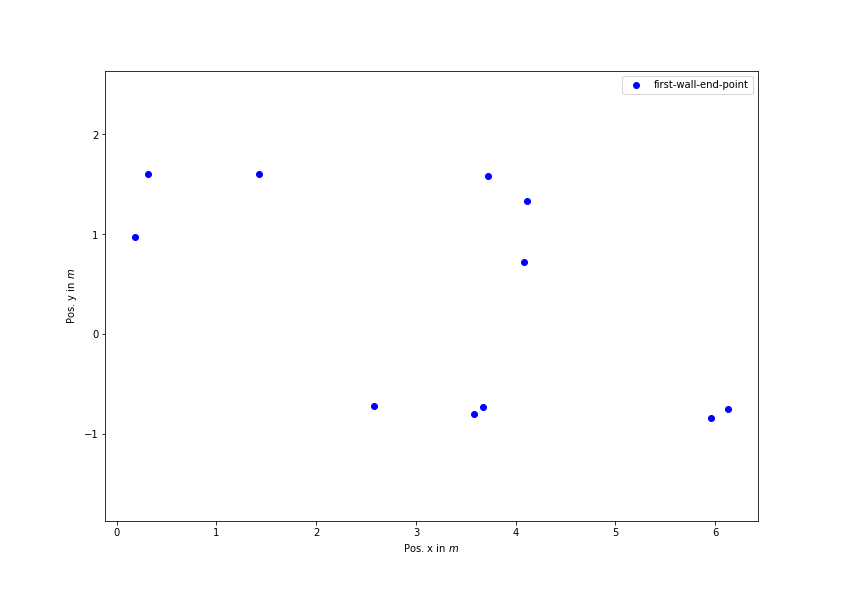 first-wall-end-point
2
1
0
−1
Pos. y in m
0 1 2 3 4 5 6
Pos. x in m